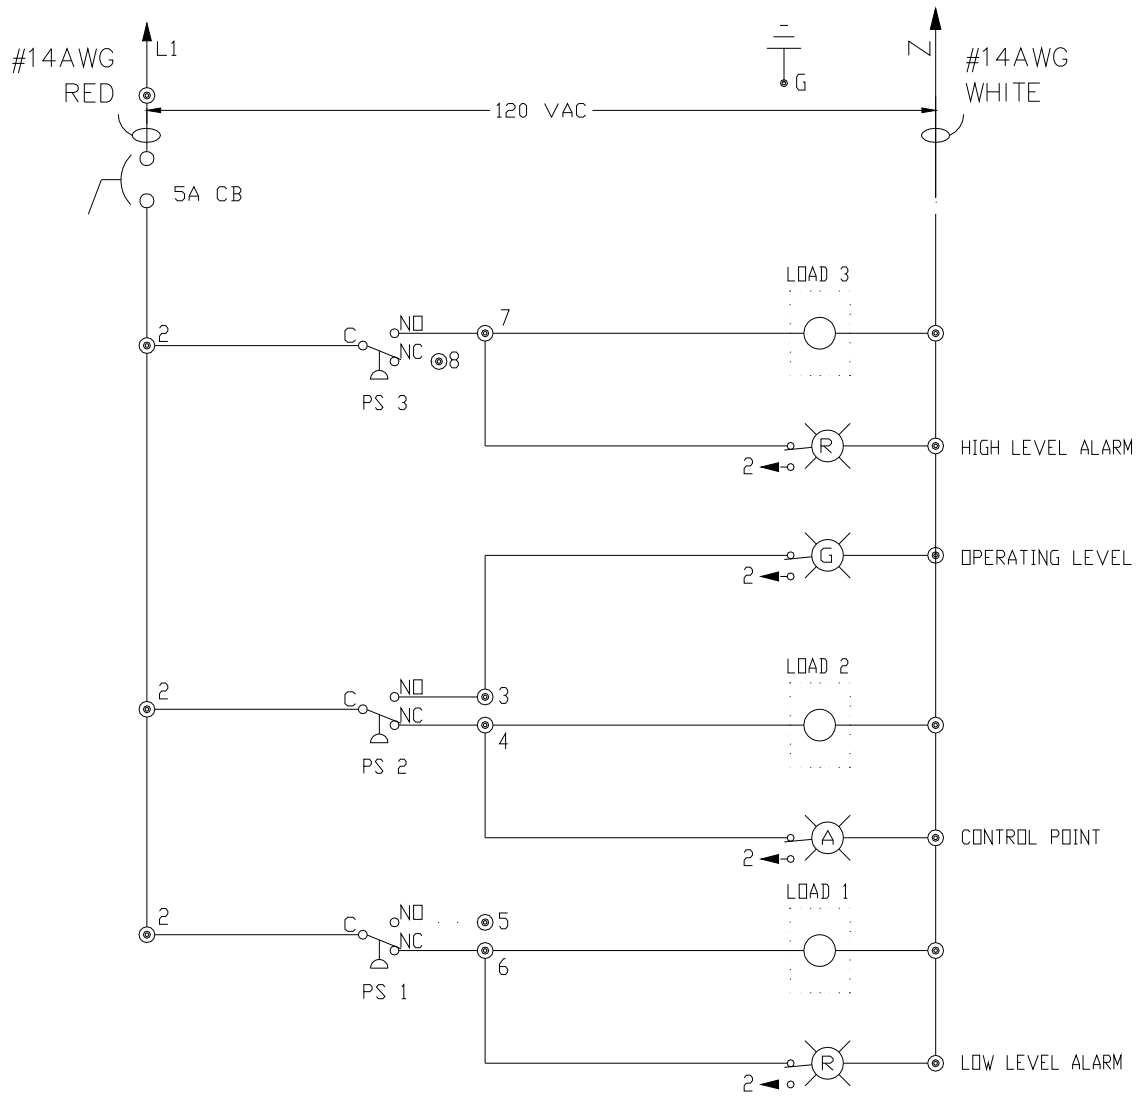 L1
#14AWG
RED
G
N
#14AWG
WHITE
120 VAC
5A CB
LOAD 3
2
C
NO
NC
7
8
PS 3
R
2
HIGH LEVEL ALARM
G
2
OPERATING LEVEL
LOAD 2
2
C
NO
NC
3
4
PS 2
A
2
CONTROL POINT
LOAD 1
2
C
NO
NC
5
6
PS 1
R
2
LOW LEVEL ALARM